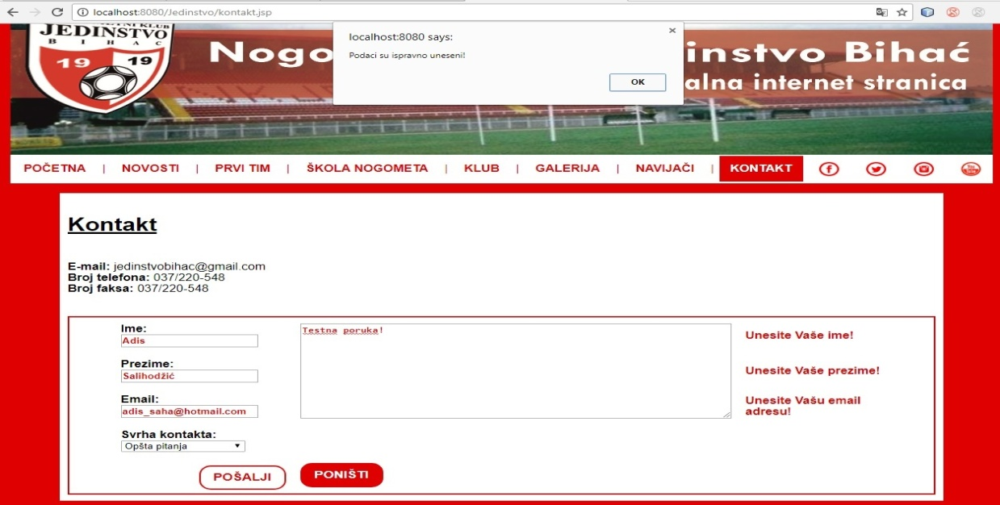 localhost:8080/Jedinstvo/kontakt.jsp
localhost:8080 says:
Podaci su ispravno uneseni!
OK
JEDINSTVO
BIHAĆ
19 19
Nogo
instvo Bihać
alna internet stranica
POČETNA | NOVOSTI | PRVI TIM | ŠKOLA NOGOMETA | KLUB | GALERIJA | NAVIJAČI | KONTAKT
Kontakt
E-mail: jedinstvobihac@gmail.com
Broj telefona: 037/220-548
Broj faksa: 037/220-548
Ime:
Adis
Prezime:
Salihodžić
Email:
adis_saha@hotmail.com
Svrha kontakta:
Opšta pitanja
Testna poruka!
Unesite Vaše ime!
Unesite Vaše prezime!
Unesite Vašu email
adresu!
POŠALJI
PONIŠTI